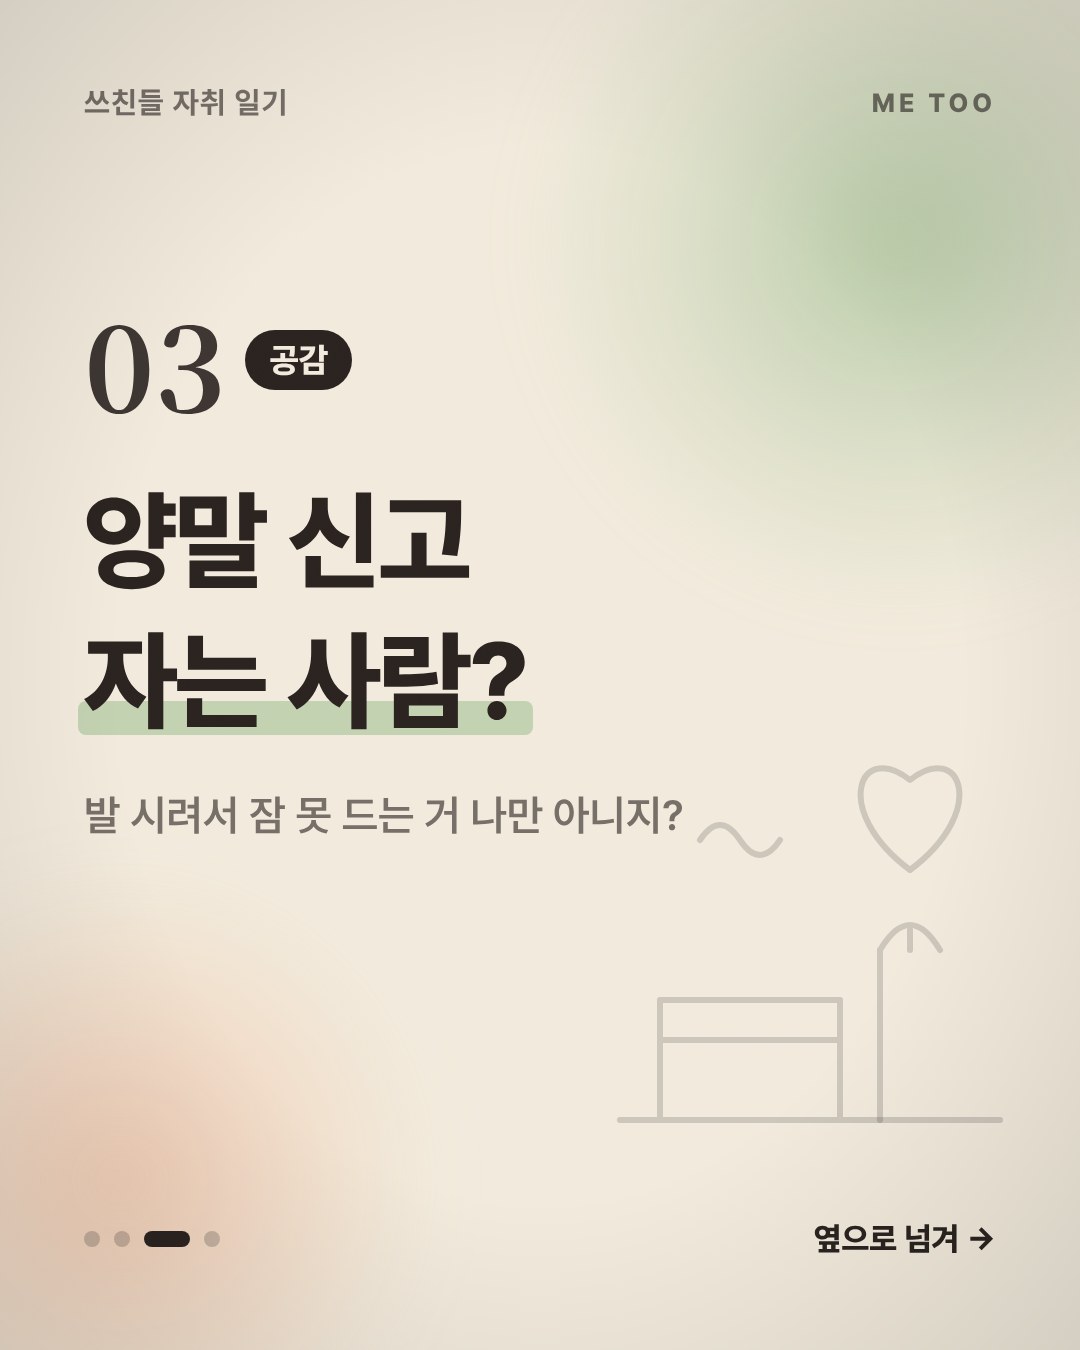 쓰친들 자취 일기
ME TOO
03
공감
양말 신고
자는 사람?
발 시려서 잠 못 드는 거 나만 아니지?
옆으로 넘겨 →